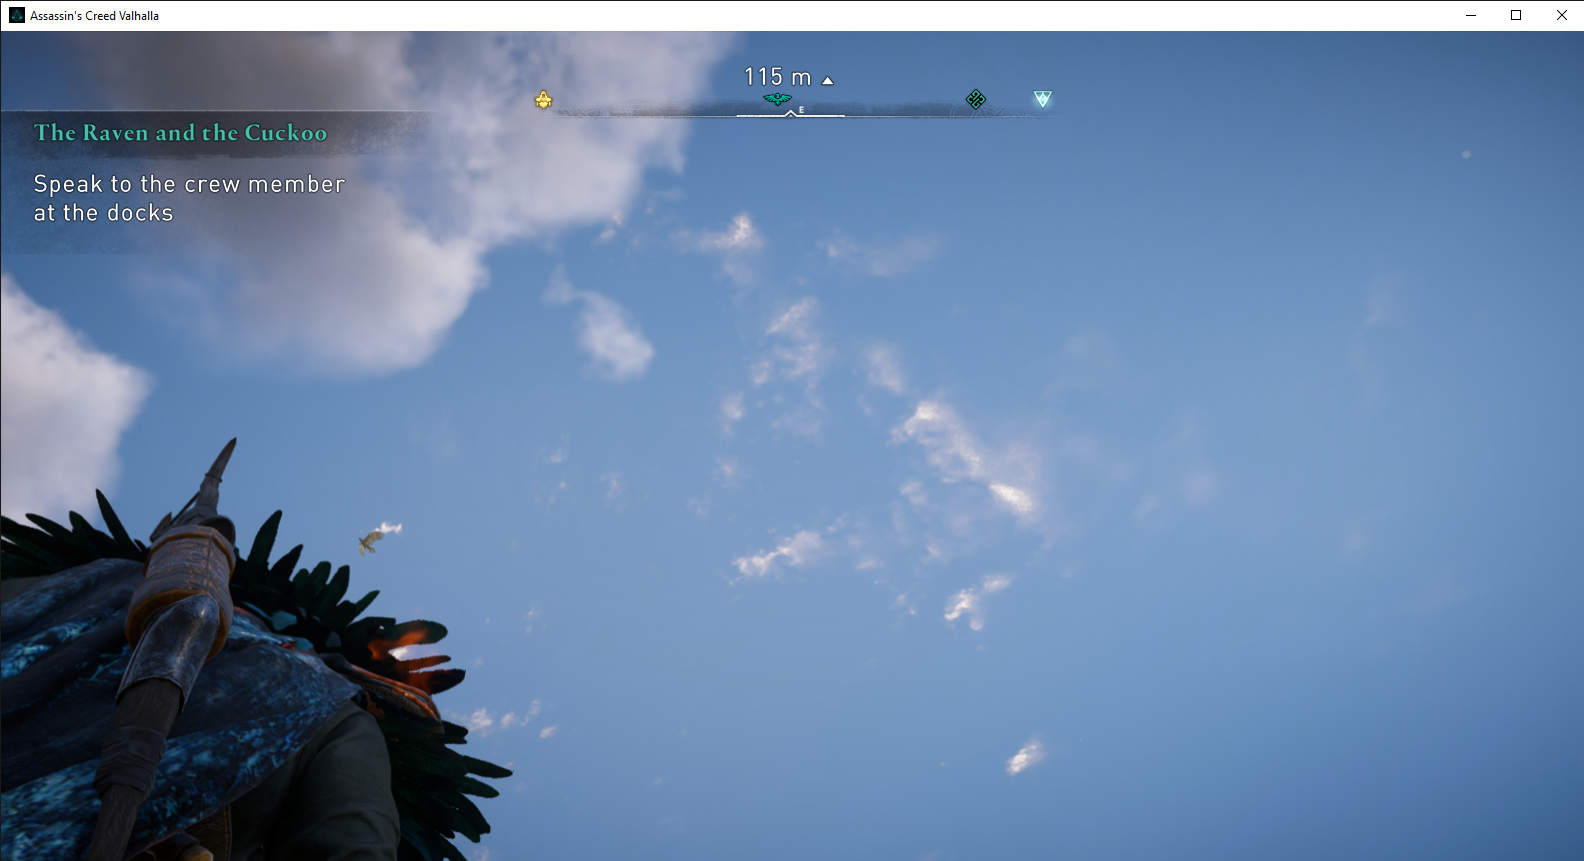 Assassin's Creed Valhalla
115 m
E
The Raven and the Cuckoo
Speak to the crew member
at the docks